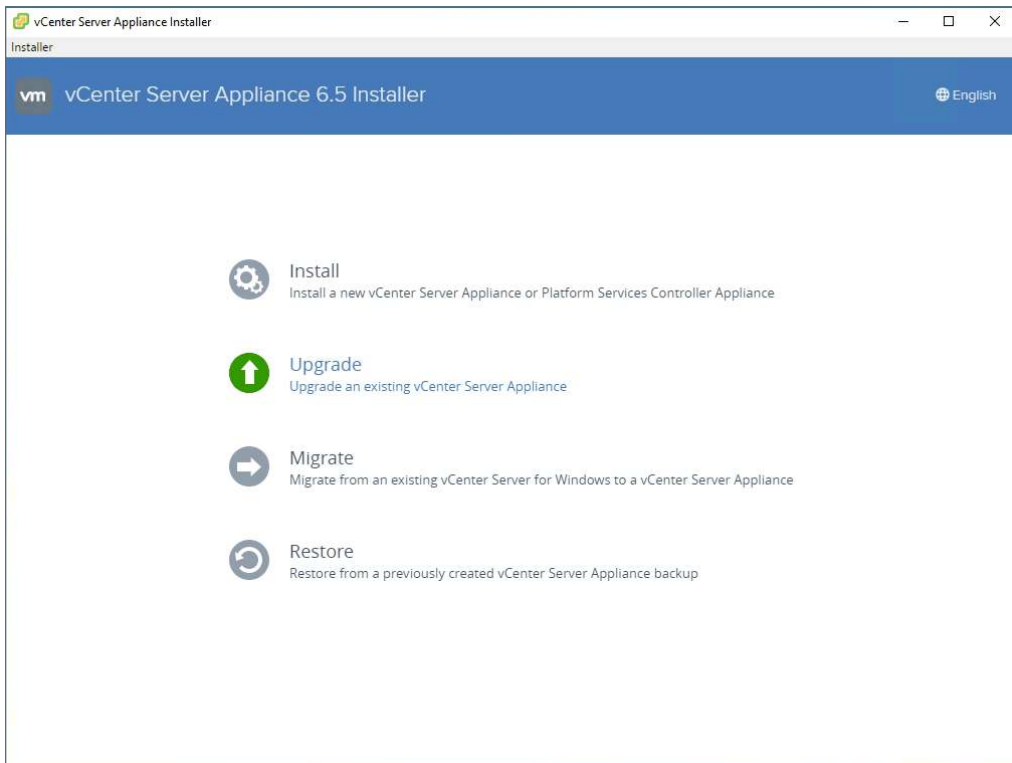 vCenter Server Appliance Installer
Installer
vm vCenter Server Appliance 6.5 Installer English
Install
Install a new vCenter Server Appliance or Platform Services Controller Appliance
Upgrade
Upgrade an existing vCenter Server Appliance
Migrate
Migrate from an existing vCenter Server for Windows to a vCenter Server Appliance
Restore
Restore from a previously created vCenter Server Appliance backup